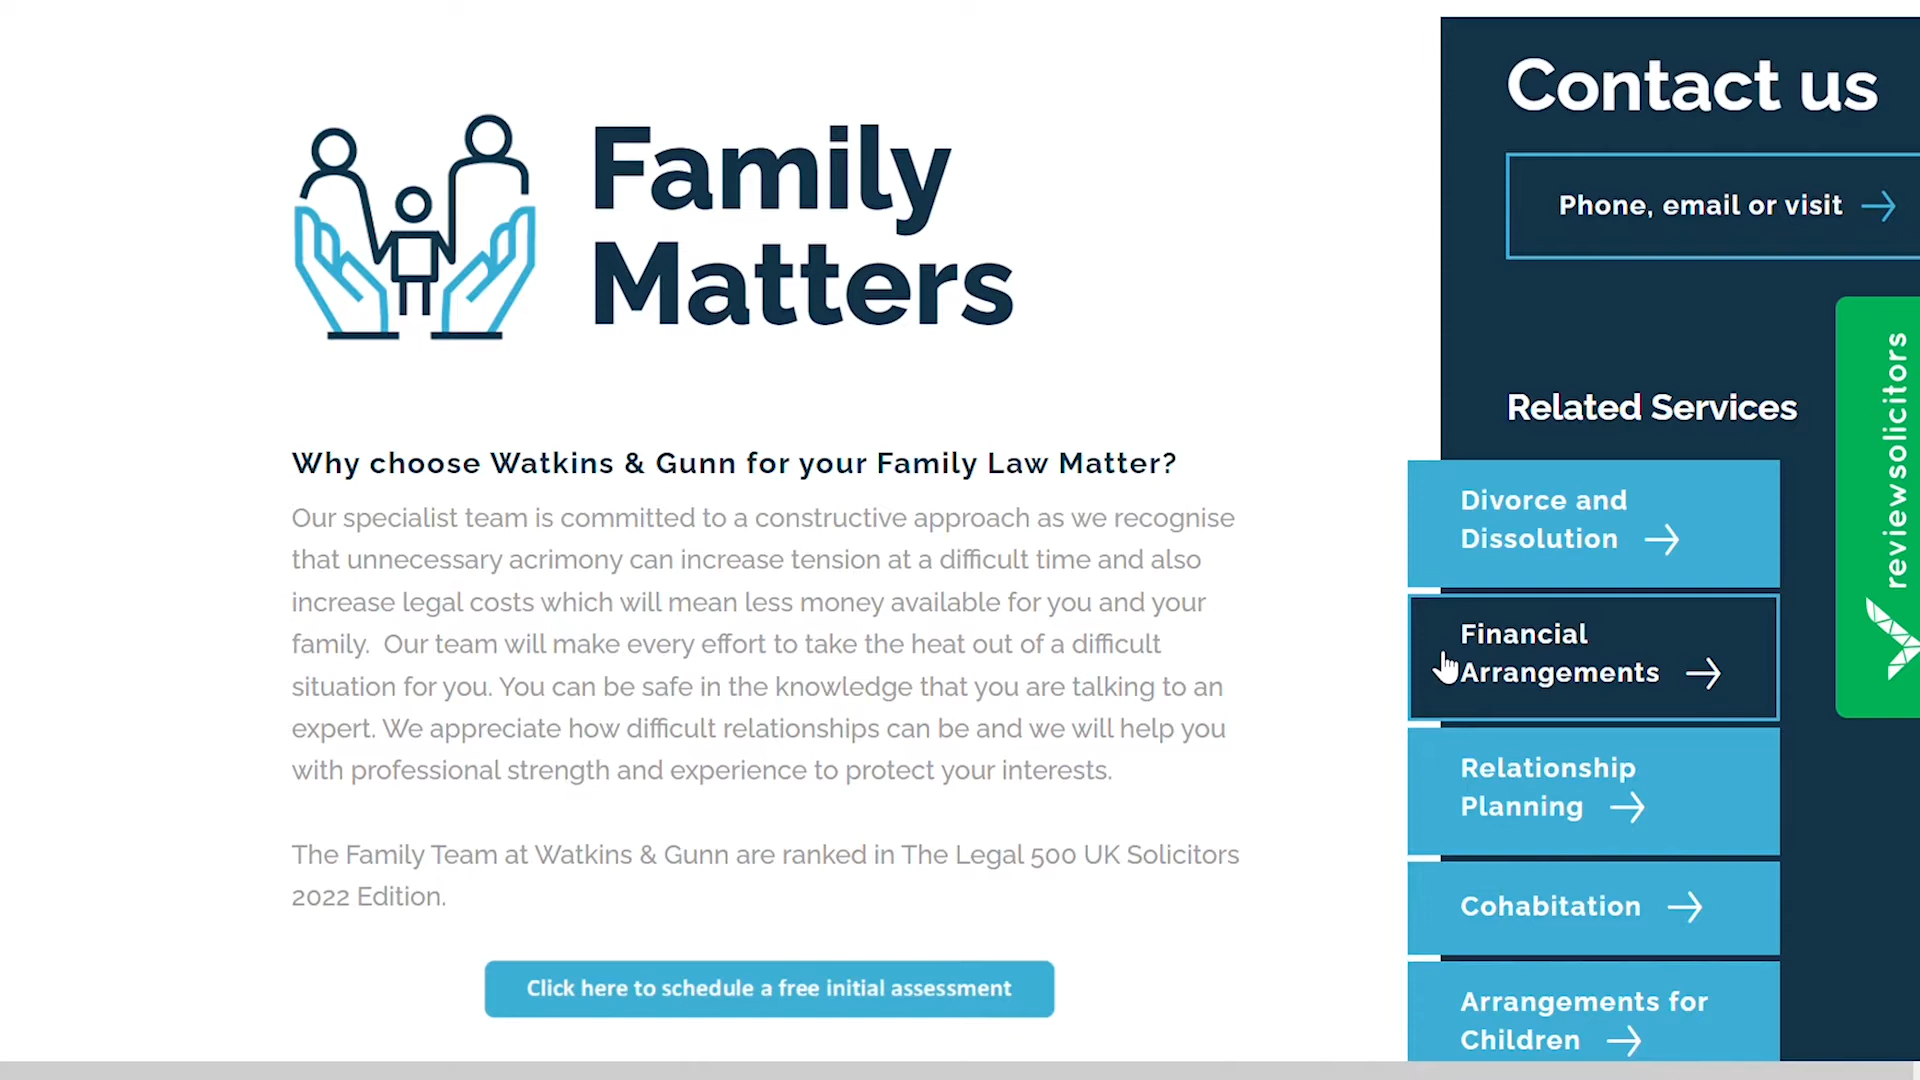 Family
Matters
Why choose Watkins & Gunn for your Family Law Matter?
Our specialist team is committed to a constructive approach as we recognise
that unnecessary acrimony can increase tension at a difficult time and also
increase legal costs which will mean less money available for you and your
family.  Our team will make every effort to take the heat out of a difficult
situation for you. You can be safe in the knowledge that you are talking to an
expert. We appreciate how difficult relationships can be and we will help you
with professional strength and experience to protect your interests.
The Family Team at Watkins & Gunn are ranked in The Legal 500 UK Solicitors
2022 Edition.
Click here to schedule a free initial assessment
Contact us
Phone, email or visit
Related Services
Divorce and
Dissolution
Financial
Arrangements
Relationship
Planning
Cohabitation
Arrangements for
Children
reviewsolicitors